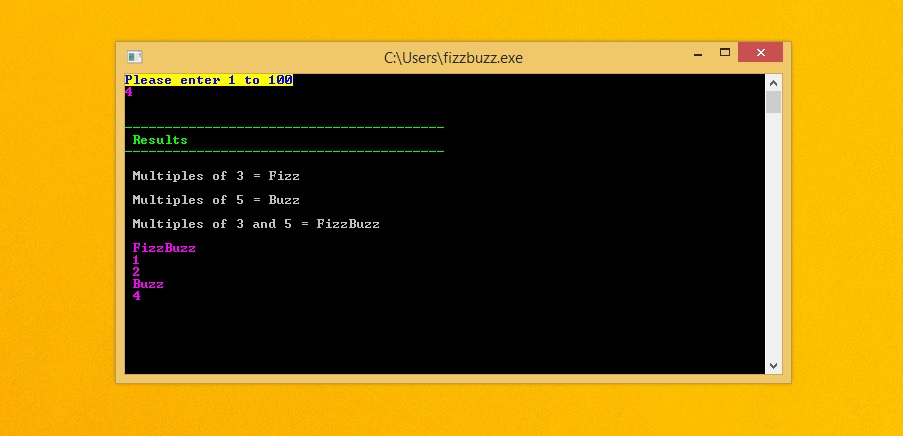 C:\Users\fizzbuzz.exe
Please enter 1 to 100
4
Results
Multiples of 3 = Fizz
Multiples of 5 = Buzz
Multiples of 3 and 5 = FizzBuzz
FizzBuzz
1
2
Buzz
4